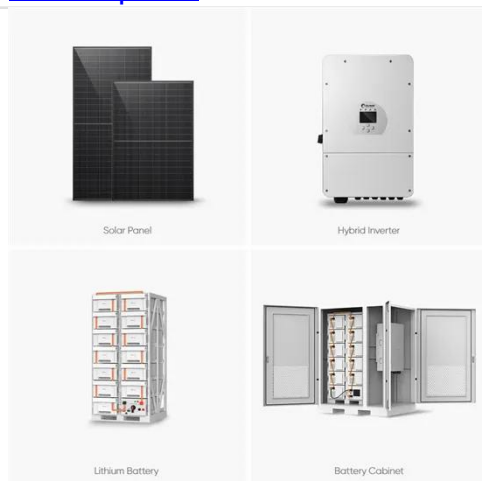 Solar Panel
Hybrid Inverter
Lithium Battery
Battery Cabinet